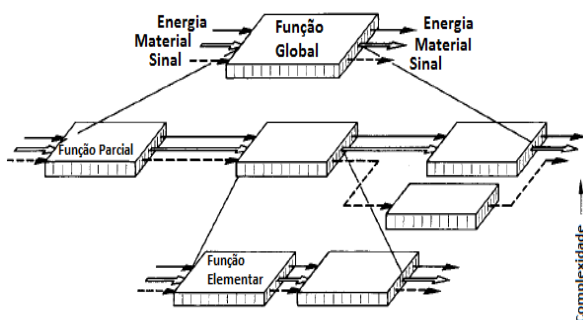 Energia
Material
Sinal
Função
Global
Energia
Material
Sinal
Função Parcial
Função
Elementar
Complexidade